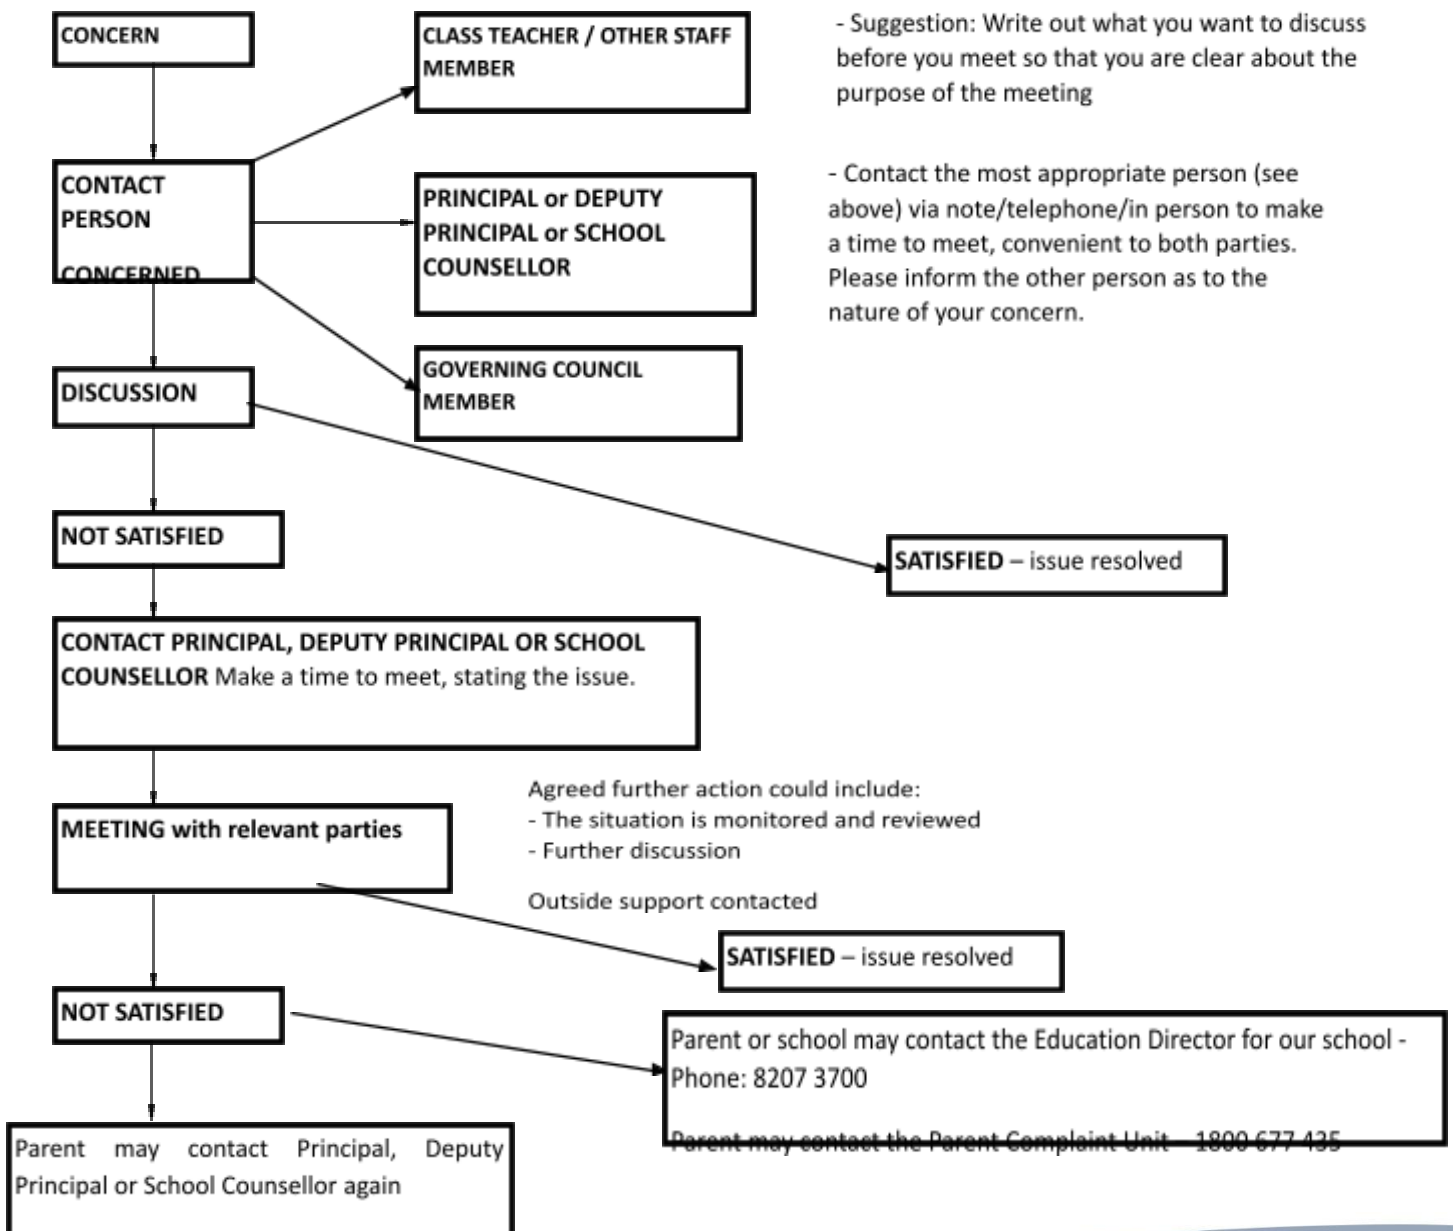 CONCERN
CLASS TEACHER / OTHER STAFF
MEMBER
- Suggestion: Write out what you want to discuss
before you meet so that you are clear about the
purpose of the meeting
CONTACT
PERSON
CONCERNED
PRINCIPAL or DEPUTY
PRINCIPAL or SCHOOL
COUNSELLOR
- Contact the most appropriate person (see
above) via note/telephone/in person to make
a time to meet, convenient to both parties.
Please inform the other person as to the
nature of your concern.
GOVERNING COUNCIL
MEMBER
DISCUSSION
NOT SATISFIED
SATISFIED – issue resolved
CONTACT PRINCIPAL, DEPUTY PRINCIPAL OR SCHOOL
COUNSELLOR Make a time to meet, stating the issue.
MEETING with relevant parties
Agreed further action could include:
- The situation is monitored and reviewed
- Further discussion
Outside support contacted
SATISFIED – issue resolved
NOT SATISFIED
Parent or school may contact the Education Director for our school -
Phone: 8207 3700
Parent may contact the Parent Complaint Unit – 1800 677 435
Parent may contact Principal, Deputy
Principal or School Counsellor again